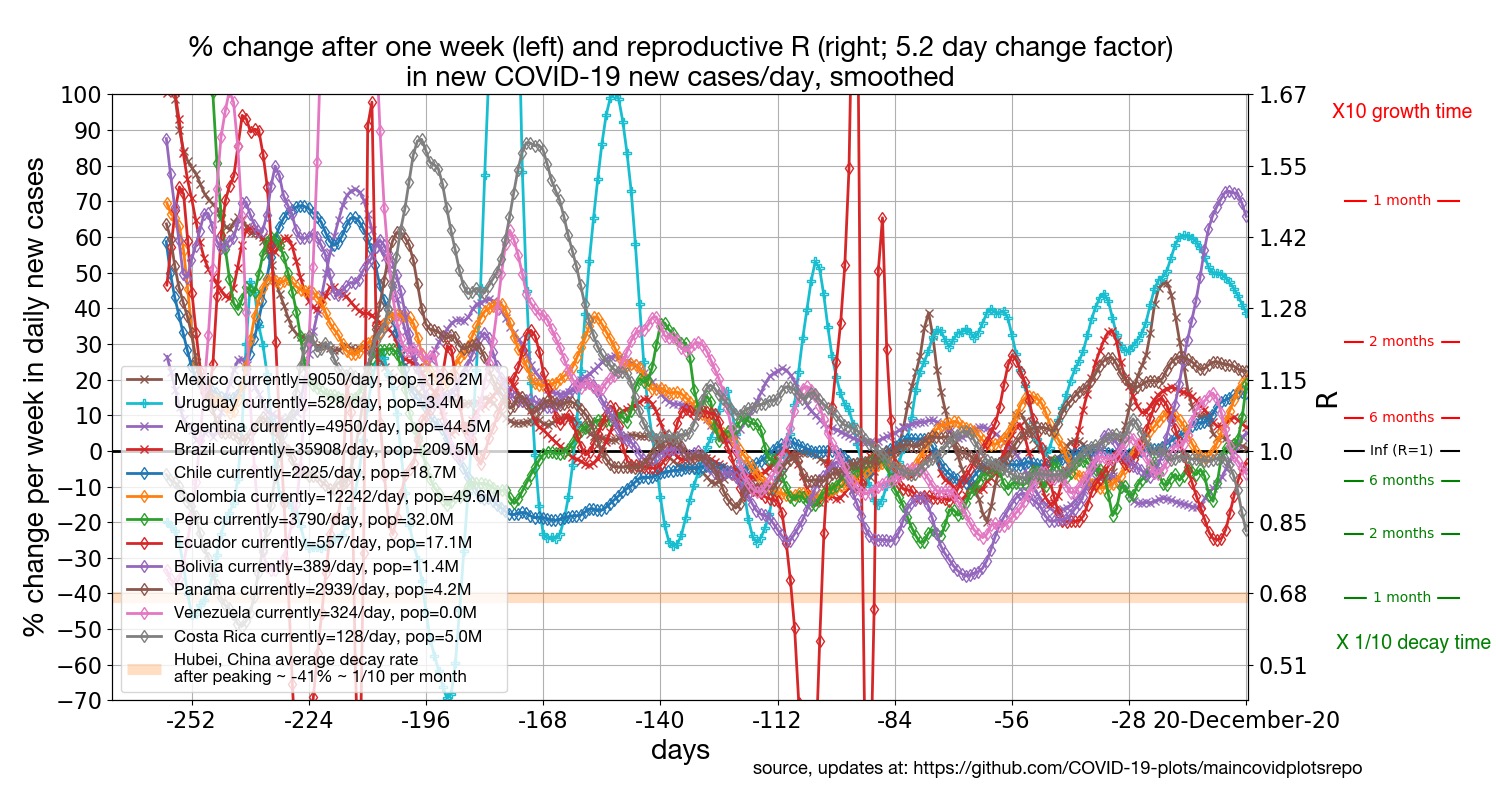 % change after one week (left) and reproductive R (right; 5.2 day change factor)
in new COVID-19 new cases/day, smoothed
% change per week in daily new cases
100
90
80
70
60
50
40
30
20
10
0
−10
−20
−30
−40
−50
−60
−70
Mexico currently=9050/day, pop=126.2M
Uruguay currently=528/day, pop=3.4M
Argentina currently=4950/day, pop=44.5M
Brazil currently=35908/day, pop=209.5M
Chile currently=2225/day, pop=18.7M
Colombia currently=12242/day, pop=49.6M
Peru currently=3790/day, pop=32.0M
Ecuador currently=557/day, pop=17.1M
Bolivia currently=389/day, pop=11.4M
Panama currently=2939/day, pop=4.2M
Venezuela currently=324/day, pop=0.0M
Costa Rica currently=128/day, pop=5.0M
Hubei, China average decay rate
after peaking ~ -41% ~ 1/10 per month
-252 -224 -196 -168 -140 -112 -84 -56 -28 20-December-20
days
1.67
1.55
1.42
1.28
1.15
1.0
0.85
0.68
0.51
R
X10 growth time
1 month
2 months
6 months
Inf (R=1)
6 months
2 months
1 month
X 1/10 decay time
source, updates at: https://github.com/COVID-19-plots/maincovidplotsrepo